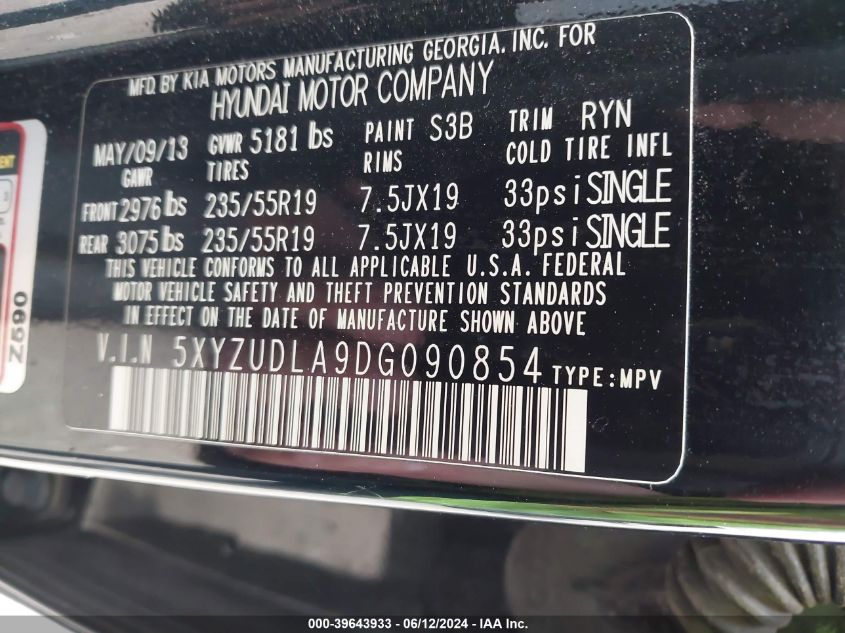 MFD. BY KIA MOTORS MANUFACTURING GEORGIA. INC. FOR
HYUNDAI MOTOR COMPANY
MAY/09/13 GVWR 5181 lbs PAINT S3B TRIM RYN
GAWR TIRES RIMS COLD TIRE INFL
FRONT 2976 lbs 235/55R19 7.5JX19 33psi SINGLE
REAR 3075 lbs 235/55R19 7.5JX19 33psi SINGLE
THIS VEHICLE CONFORMS TO ALL APPLICABLE U.S.A. FEDERAL
MOTOR VEHICLE SAFETY AND THEFT PREVENTION STANDARDS
IN EFFECT ON THE DATE OF MANUFACTURE SHOWN ABOVE
V.I.N 5XYZUDLA9DG090854 TYPE:MPV
Z690
000-39643933 - 06/12/2024 - IAAI.com.